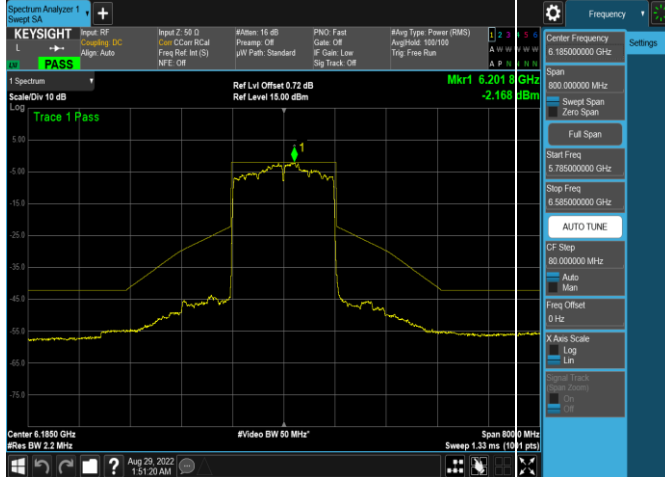 Spectrum Analyzer 1
Swept SA
Frequency
Settings
KEYSIGHT
L
PASS
Input: RF
Coupling: DC
Align: Auto
Input Z: 50 Ω
Corr CCorr RCal
Freq Ref: Int (S)
NFE: Off
#Atten: 16 dB
Preamp: Off
µW Path: Standard
PNO: Fast
Gate: Off
IF Gain: Low
Sig Track: Off
#Avg Type: Power (RMS)
Avg|Hold: 100/100
Trig: Free Run
1 2 3 4 5 6
A W W W W W
A P N N N N
1 Spectrum
Scale/Div 10 dB
Log
Ref Lvl Offset 0.72 dB
Ref Level 15.00 dBm
Mkr1 6.201 8 GHz
-2.168 dBm
Trace 1 Pass
1
5.00
-5.00
-15.0
-25.0
-35.0
-45.0
-55.0
-65.0
-75.0
Center 6.1850 GHz
#Res BW 2.2 MHz
#Video BW 50 MHz*
Span 800.0 MHz
Sweep 1.33 ms (1001 pts)
Aug 29, 2022
1:51:20 AM
Center Frequency
6.185000000 GHz
Span
800.000000 MHz
Swept Span
Zero Span
Full Span
Start Freq
5.785000000 GHz
Stop Freq
6.585000000 GHz
AUTO TUNE
CF Step
80.000000 MHz
Auto
Man
Freq Offset
0 Hz
X Axis Scale
Log
Lin
Signal Track
(Span Zoom)
On
Off